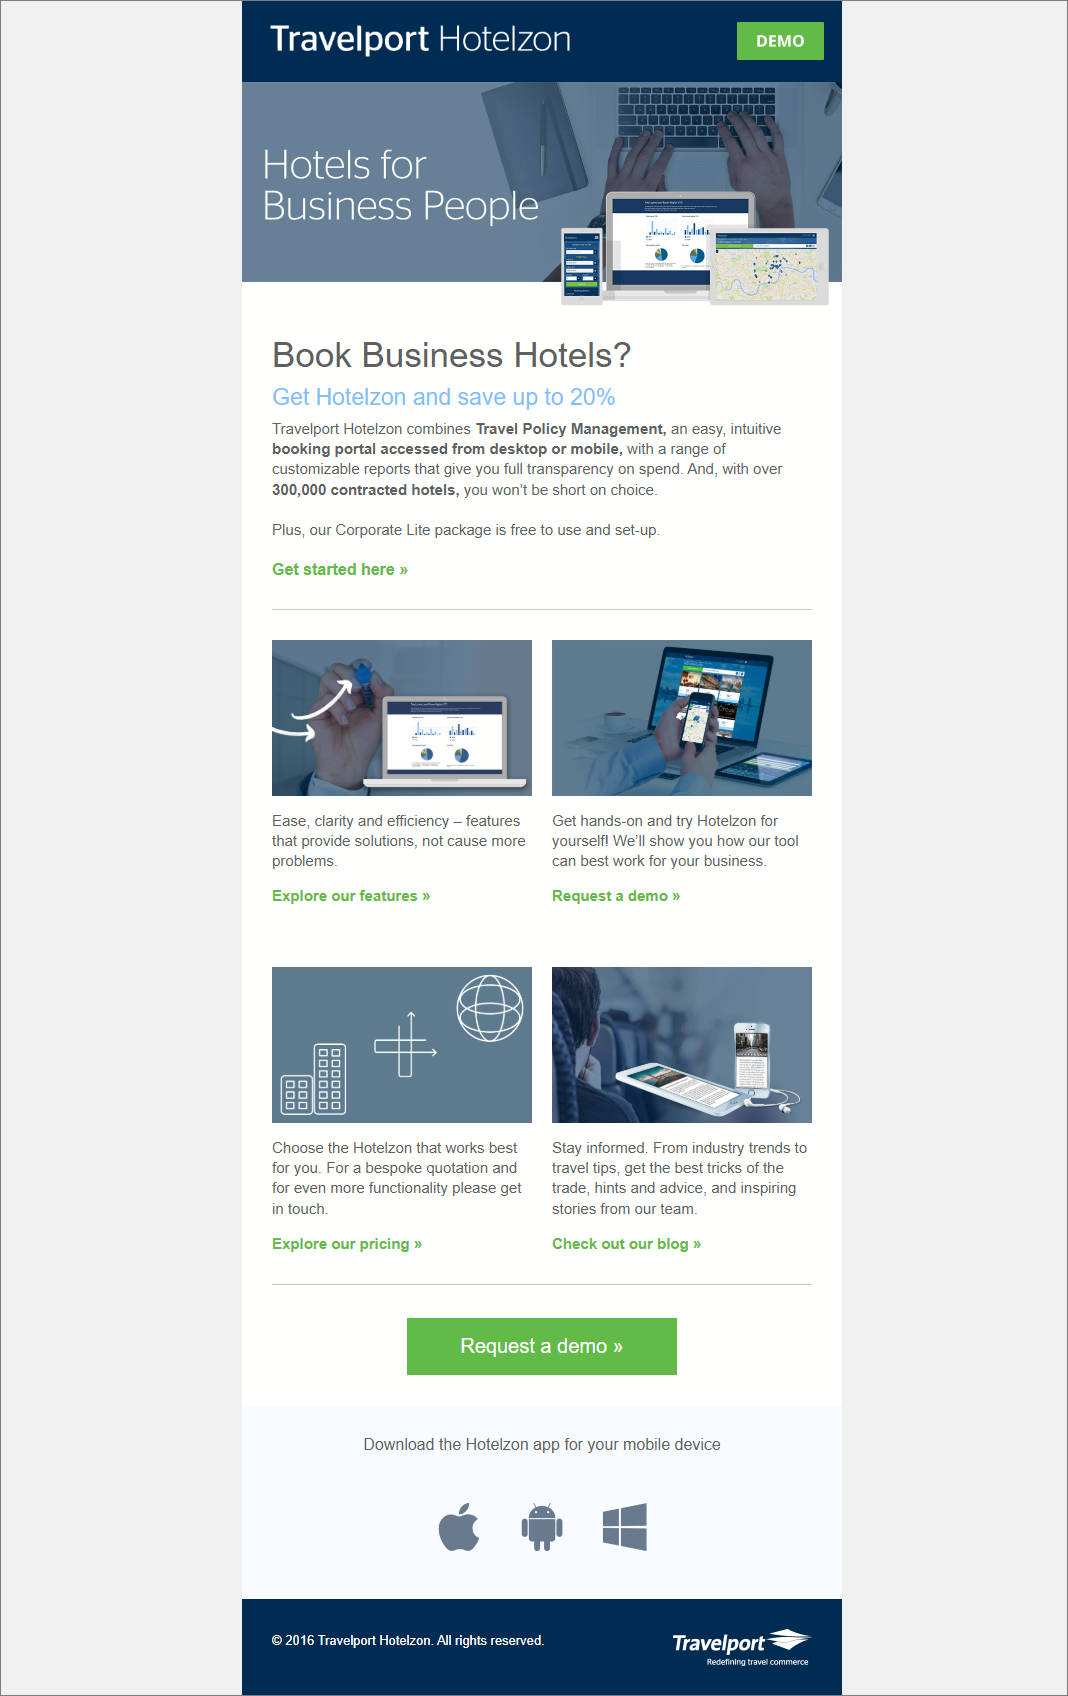 Travelport Hotelzon
DEMO
Hotels for
Business People
Book Business Hotels?
Get Hotelzon and save up to 20%
Travelport Hotelzon combines Travel Policy Management, an easy, intuitive
booking portal accessed from desktop or mobile, with a range of
customizable reports that give you full transparency on spend. And, with over
300,000 contracted hotels, you won’t be short on choice.
Plus, our Corporate Lite package is free to use and set-up.
Get started here »
Ease, clarity and efficiency – features
that provide solutions, not cause more
problems.
Explore our features »
Get hands-on and try Hotelzon for
yourself! We’ll show you how our tool
can best work for your business.
Request a demo »
Choose the Hotelzon that works best
for you. For a bespoke quotation and
for even more functionality please get
in touch.
Explore our pricing »
Stay informed. From industry trends to
travel tips, get the best tricks of the
trade, hints and advice, and inspiring
stories from our team.
Check out our blog »
Request a demo »
Download the Hotelzon app for your mobile device
© 2016 Travelport Hotelzon. All rights reserved.
Travelport
Redefining travel commerce